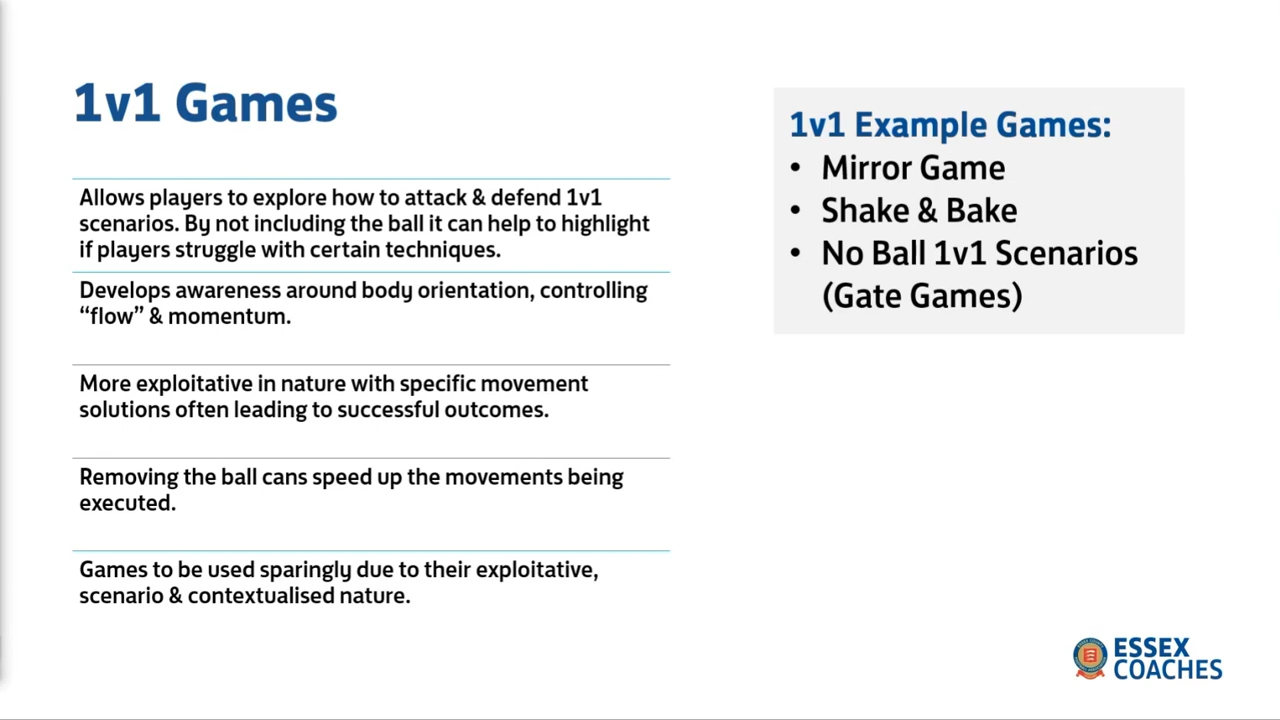 1v1 Games
Allows players to explore how to attack & defend 1v1
scenarios. By not including the ball it can help to highlight
if players struggle with certain techniques.
Develops awareness around body orientation, controlling
“flow” & momentum.
More exploitative in nature with specific movement
solutions often leading to successful outcomes.
Removing the ball cans speed up the movements being
executed.
Games to be used sparingly due to their exploitative,
scenario & contextualised nature.
1v1 Example Games:
• Mirror Game
• Shake & Bake
• No Ball 1v1 Scenarios
(Gate Games)
ESSEX
COACHES